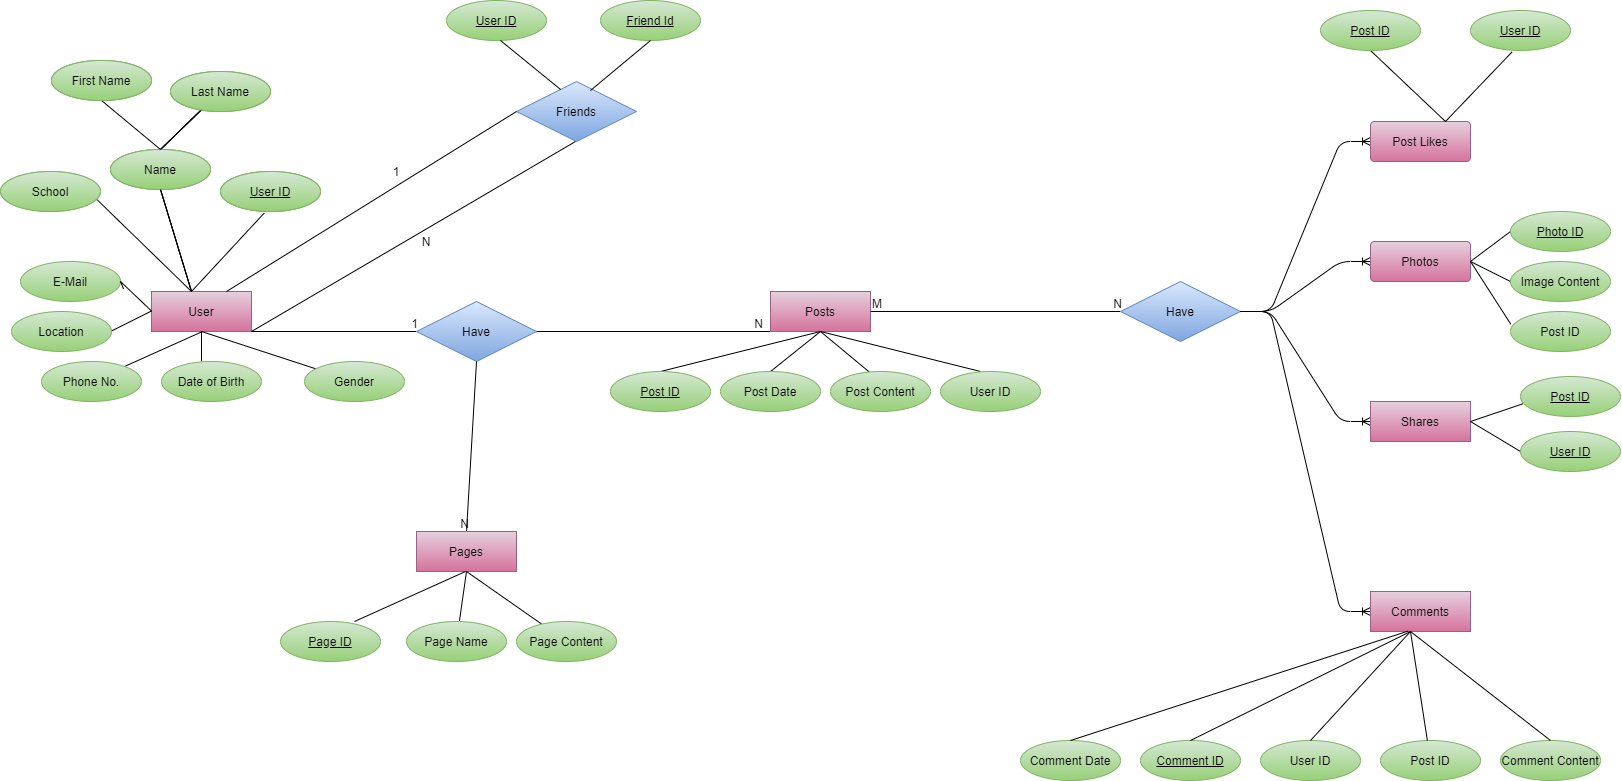 User ID
Friend Id
Post ID
User ID
First Name
Last Name
Friends
Post Likes
Name
School
User ID
1
N
Photo ID
Photos
Image Content
E-Mail
User
Location
1
Have
N
Posts
M
N
Have
Post ID
Phone No.
Date of Birth
Gender
Post ID
Post Date
Post Content
User ID
Post ID
Shares
User ID
N
Pages
Comments
Page ID
Page Name
Page Content
Comment Date
Comment ID
User ID
Post ID
Comment Content